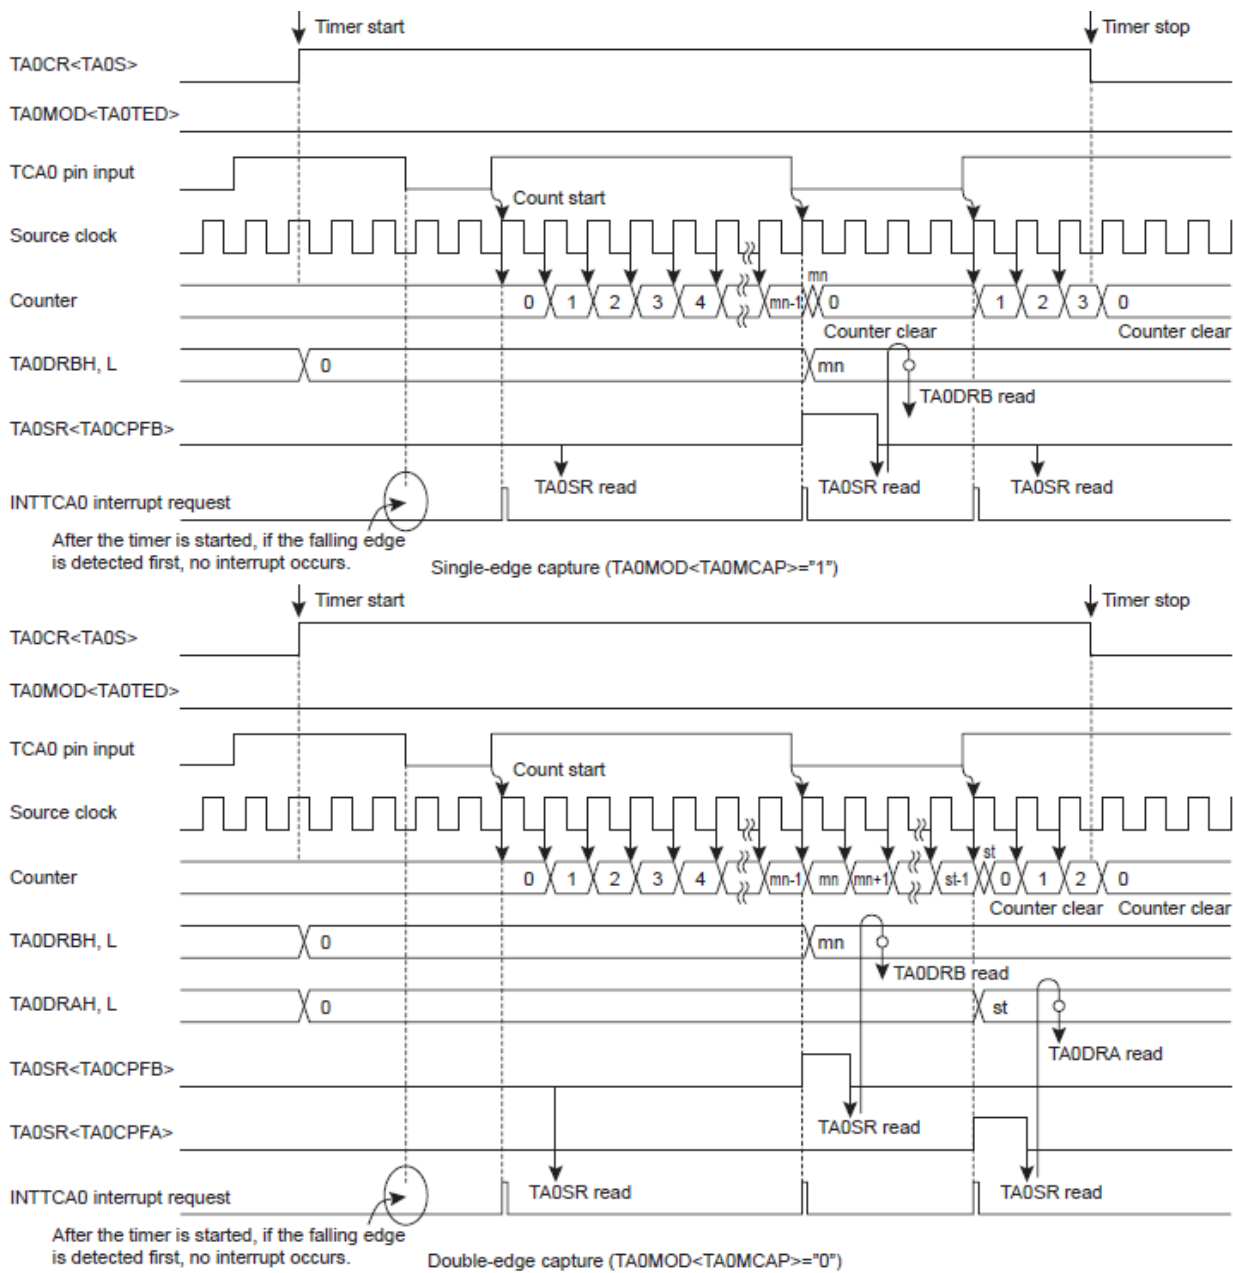 Timer start
Timer stop
TA0CR<TA0S>
TA0MOD<TA0TED>
TCA0 pin input
Count start
Source clock
mn
Counter 0 1 2 3 4 mn-1 0 1 2 3 0
Counter clear Counter clear
TA0DRBH, L 0 mn
TA0DRB read
TA0SR<TA0CPFB>
TA0SR read TA0SR read TA0SR read
INTTCA0 interrupt request
After the timer is started, if the falling edge
is detected first, no interrupt occurs.
Single-edge capture (TA0MOD<TA0MCAP>="1")
Timer start
Timer stop
TA0CR<TA0S>
TA0MOD<TA0TED>
TCA0 pin input
Count start
Source clock
st
Counter 0 1 2 3 4 mn-1 mn mn+1 st-1 0 1 2 0
Counter clear Counter clear
TA0DRBH, L 0 mn
TA0DRB read
TA0DRAH, L 0 st
TA0DRA read
TA0SR<TA0CPFB>
TA0SR read
TA0SR<TA0CPFA>
TA0SR read TA0SR read
INTTCA0 interrupt request
After the timer is started, if the falling edge
is detected first, no interrupt occurs.
Double-edge capture (TA0MOD<TA0MCAP>="0")